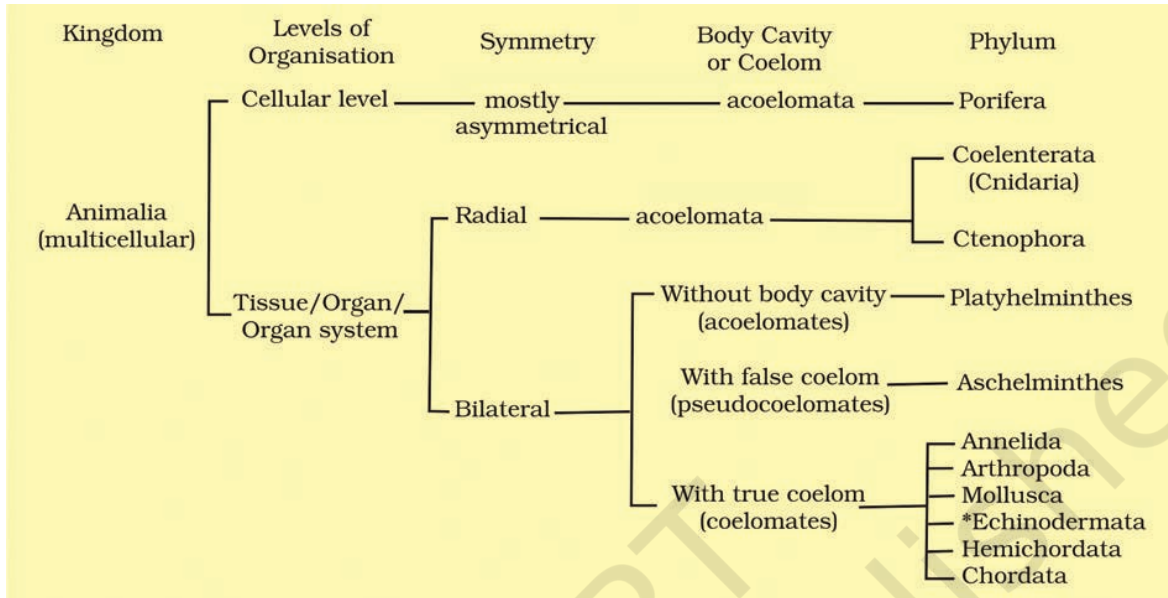 Kingdom
Levels of
Organisation
Symmetry
Body Cavity
or Coelom
Phylum
Cellular level
mostly
asymmetrical
acoelomata
Porifera
Animalia
(multicellular)
Tissue/Organ/
Organ system
Radial
acoelomata
Coelenterata
(Cnidaria)
Ctenophora
Bilateral
Without body cavity
(acoelomates)
Platyhelminthes
With false coelom
(pseudocoelomates)
Aschelminthes
With true coelom
(coelomates)
Annelida
Arthropoda
Mollusca
*Echinodermata
Hemichordata
Chordata